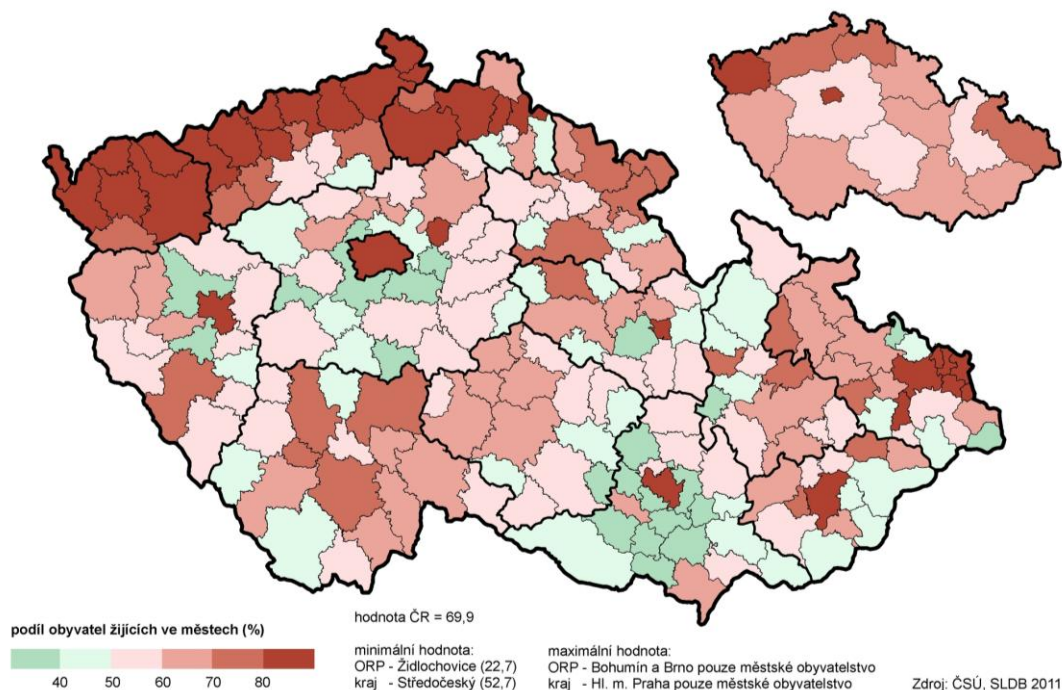 hodnota ČR = 69,9
podíl obyvatel žijících ve městech (%)
40 50 60 70 80
minimální hodnota:
ORP - Židlochovice (22,7)
kraj - Středočeský (52,7)
maximální hodnota:
ORP - Bohumín a Brno pouze městské obyvatelstvo
kraj - Hl. m. Praha pouze městské obyvatelstvo
Zdroj: ČSÚ, SLDB 2011